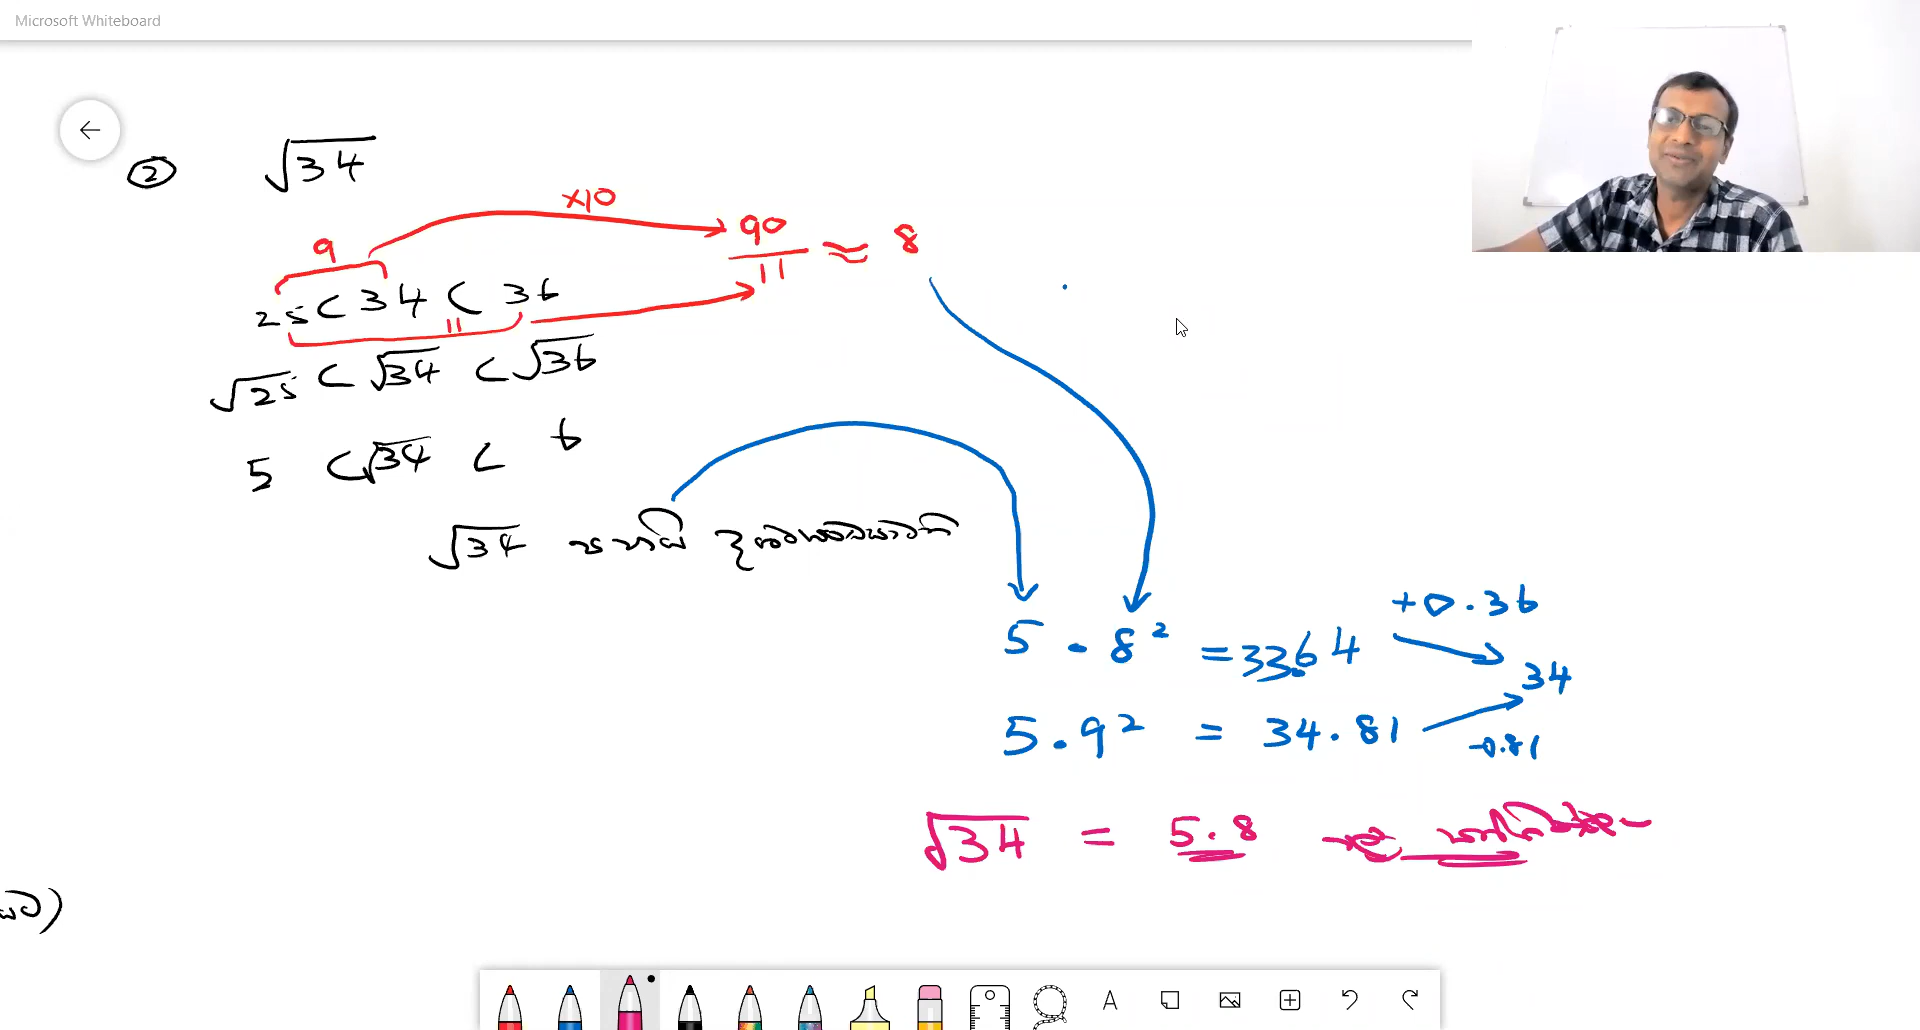 Microsoft Whiteboard
② √34
9 ×10 90/11 ≈ 8
25 < 34 < 36
11
√25 < √34 < √36
5 < √34 < 6
√34
5.8² = 33.64 +0.36
34
5.9² = 34.81 -0.81
√34 = 5.8